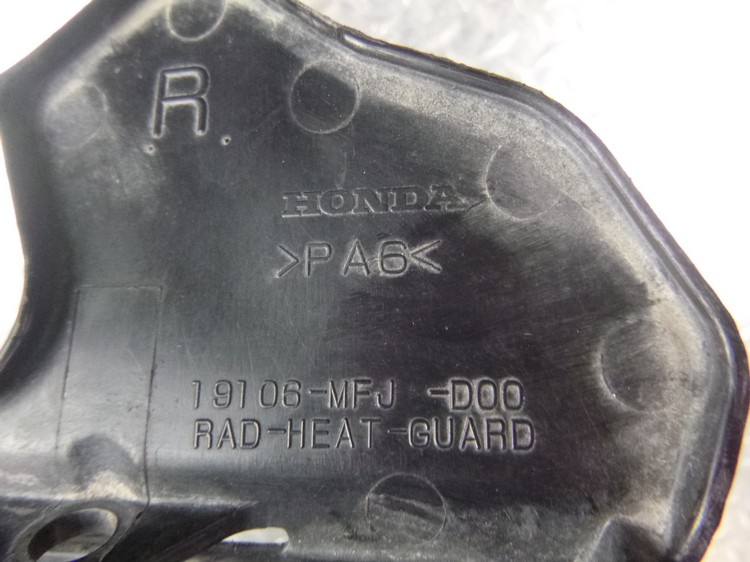 R
HONDA
>PA6<
19106-MFJ -D00
RAD-HEAT-GUARD